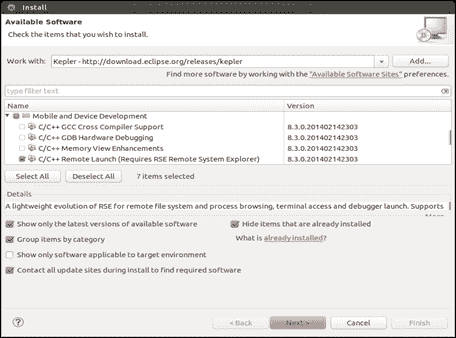 Install
Available Software
Check the items that you wish to install.
Work with: Kepler - http://download.eclipse.org/releases/kepler Add...
Find more software by working with the "Available Software Sites" preferences.
type filter text
Name Version
Mobile and Device Development
C/C++ GCC Cross Compiler Support 8.3.0.201402142303
C/C++ GDB Hardware Debugging 8.3.0.201402142303
C/C++ Memory View Enhancements 8.3.0.201402142303
C/C++ Remote Launch (Requires RSE Remote System Explorer) 8.3.0.201402142303
Select All Deselect All 7 items selected
Details
A lightweight evolution of RSE for remote file system and process browsing, terminal access and debugger launch. Supports
Show only the latest versions of available software Hide items that are already installed
Group items by category What is already installed?
Show only software applicable to target environment
Contact all update sites during install to find required software
? < Back Next > Cancel Finish